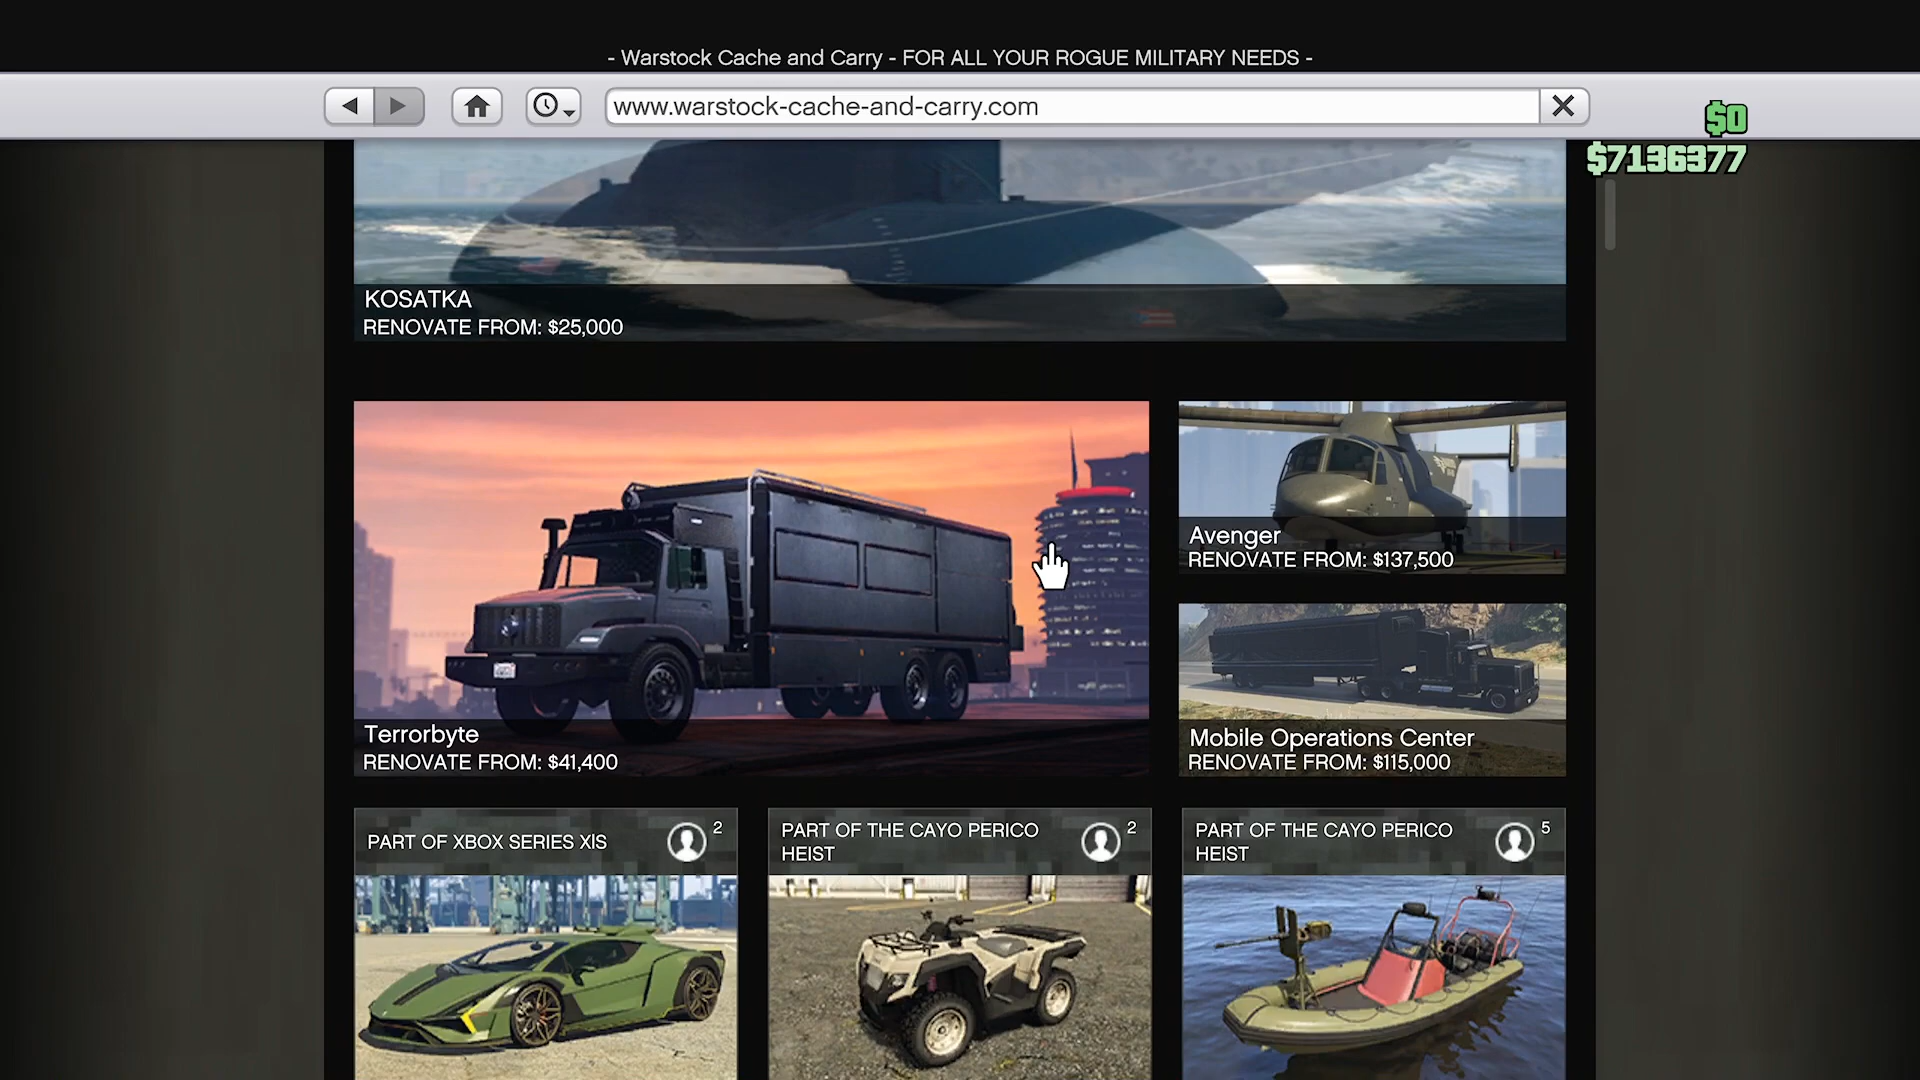 - Warstock Cache and Carry - FOR ALL YOUR ROGUE MILITARY NEEDS -
www.warstock-cache-and-carry.com
$0
$7136377
KOSATKA
RENOVATE FROM: $25,000
Terrorbyte
RENOVATE FROM: $41,400
Avenger
RENOVATE FROM: $137,500
Mobile Operations Center
RENOVATE FROM: $115,000
PART OF XBOX SERIES X|S
2
PART OF THE CAYO PERICO
HEIST
2
PART OF THE CAYO PERICO
HEIST
5